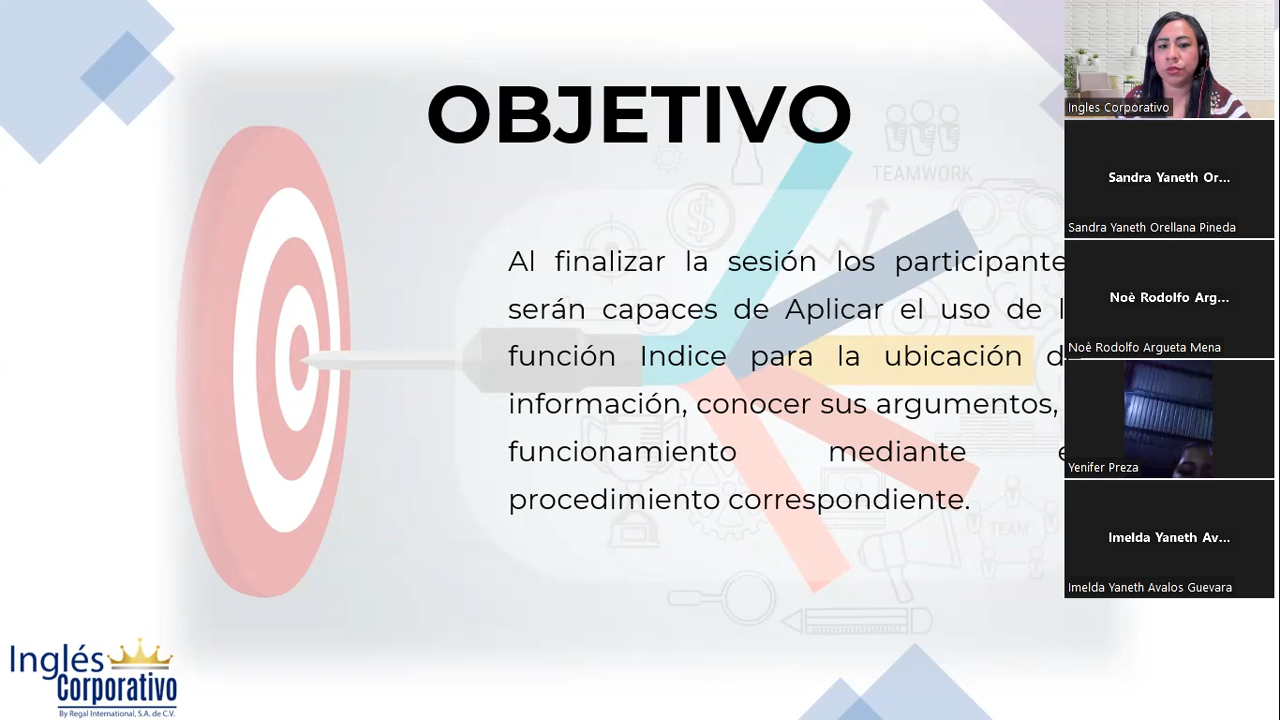 OBJETIVO
TEAMWORK
Al finalizar la sesión los participante
serán capaces de Aplicar el uso de l
función Indice para la ubicación d
información, conocer sus argumentos,
funcionamiento mediante e
procedimiento correspondiente.
TEAM
Inglés
Corporativo
By Regal International, S.A. de C.V.
Ingles Corporativo
Sandra Yaneth Or...
Sandra Yaneth Orellana Pineda
Noè Rodolfo Arg...
Noè Rodolfo Argueta Mena
Yenifer Preza
Imelda Yaneth Av...
Imelda Yaneth Avalos Guevara